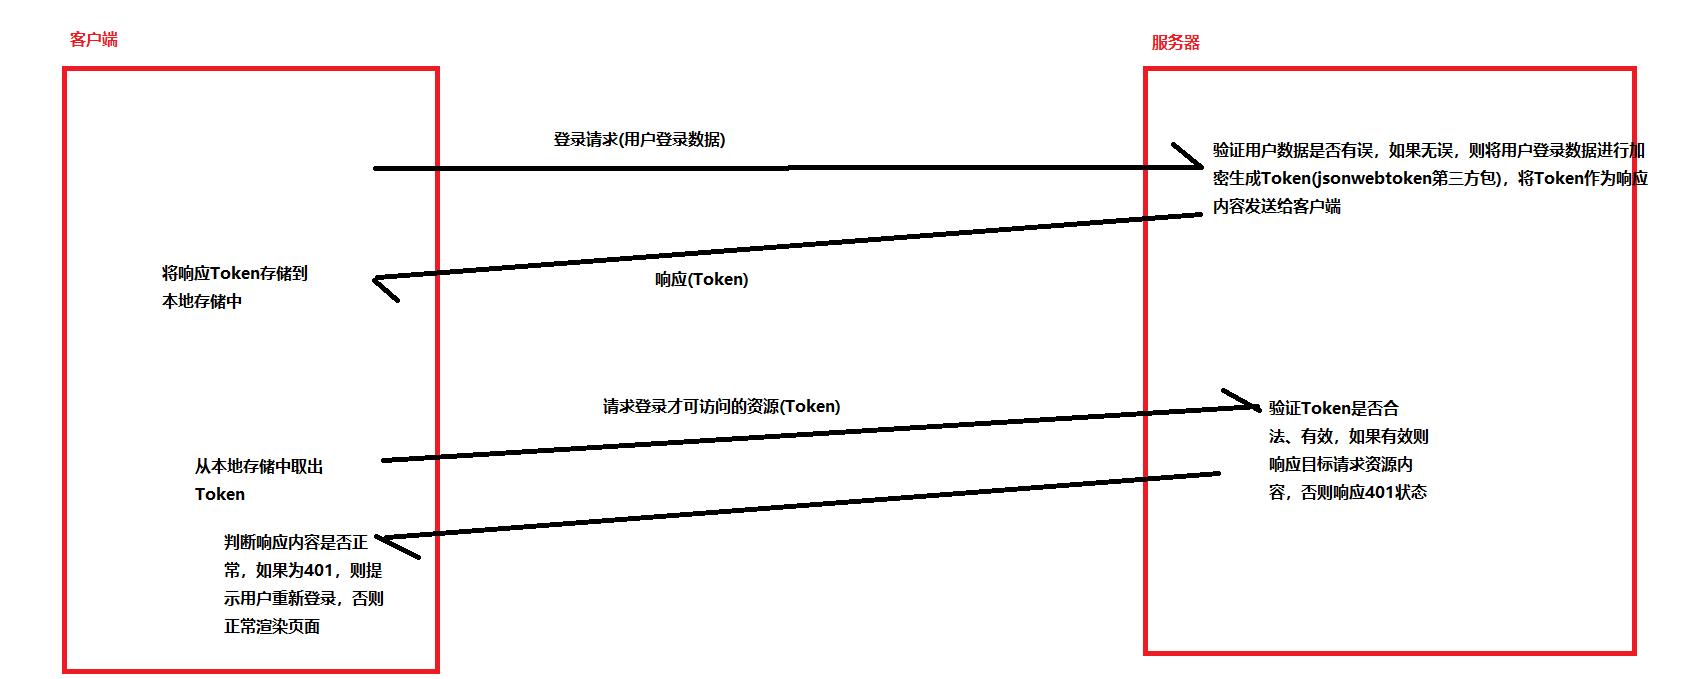 客户端
服务器
登录请求(用户登录数据)
验证用户数据是否有误，如果无误，则将用户登录数据进行加
密生成Token(jsonwebtoken第三方包)，将Token作为响应
内容发送给客户端
将响应Token存储到
本地存储中
响应(Token)
请求登录才可访问的资源(Token)
验证Token是否合
法、有效，如果有效则
响应目标请求资源内
容，否则响应401状态
从本地存储中取出
Token
判断响应内容是否正
常，如果为401，则提
示用户重新登录，否则
正常渲染页面